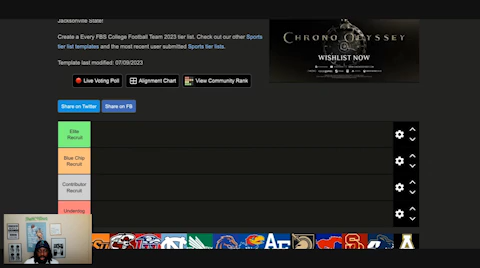 Jacksonville State!
Create a Every FBS College Football Team 2023 tier list. Check out our other Sports
tier list templates and the most recent user submitted Sports tier lists.
Template last modified: 07/09/2023
CHRONO ODYSSEY
WISHLIST NOW
Live Voting Poll
Alignment Chart
View Community Rank
Share on Twitter
Share on FB
Elite
Recruit
Blue Chip
Recruit
Contributor
Recruit
Underdog